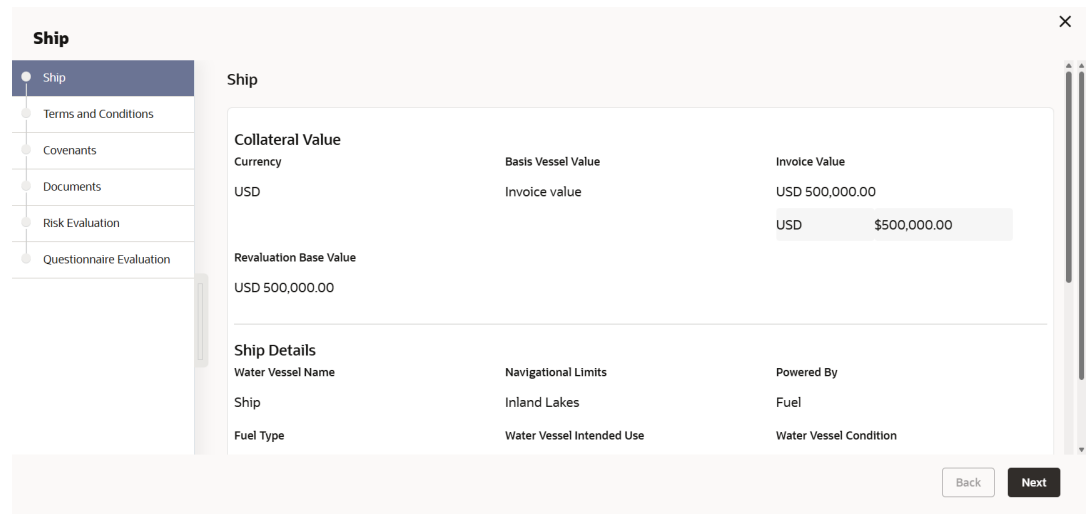 Ship
Ship
Terms and Conditions
Covenants
Documents
Risk Evaluation
Questionnaire Evaluation
Ship
Collateral Value
Currency Basis Vessel Value Invoice Value
USD Invoice value USD 500,000.00
USD $500,000.00
Revaluation Base Value
USD 500,000.00
Ship Details
Water Vessel Name Navigational Limits Powered By
Ship Inland Lakes Fuel
Fuel Type Water Vessel Intended Use Water Vessel Condition
Back Next